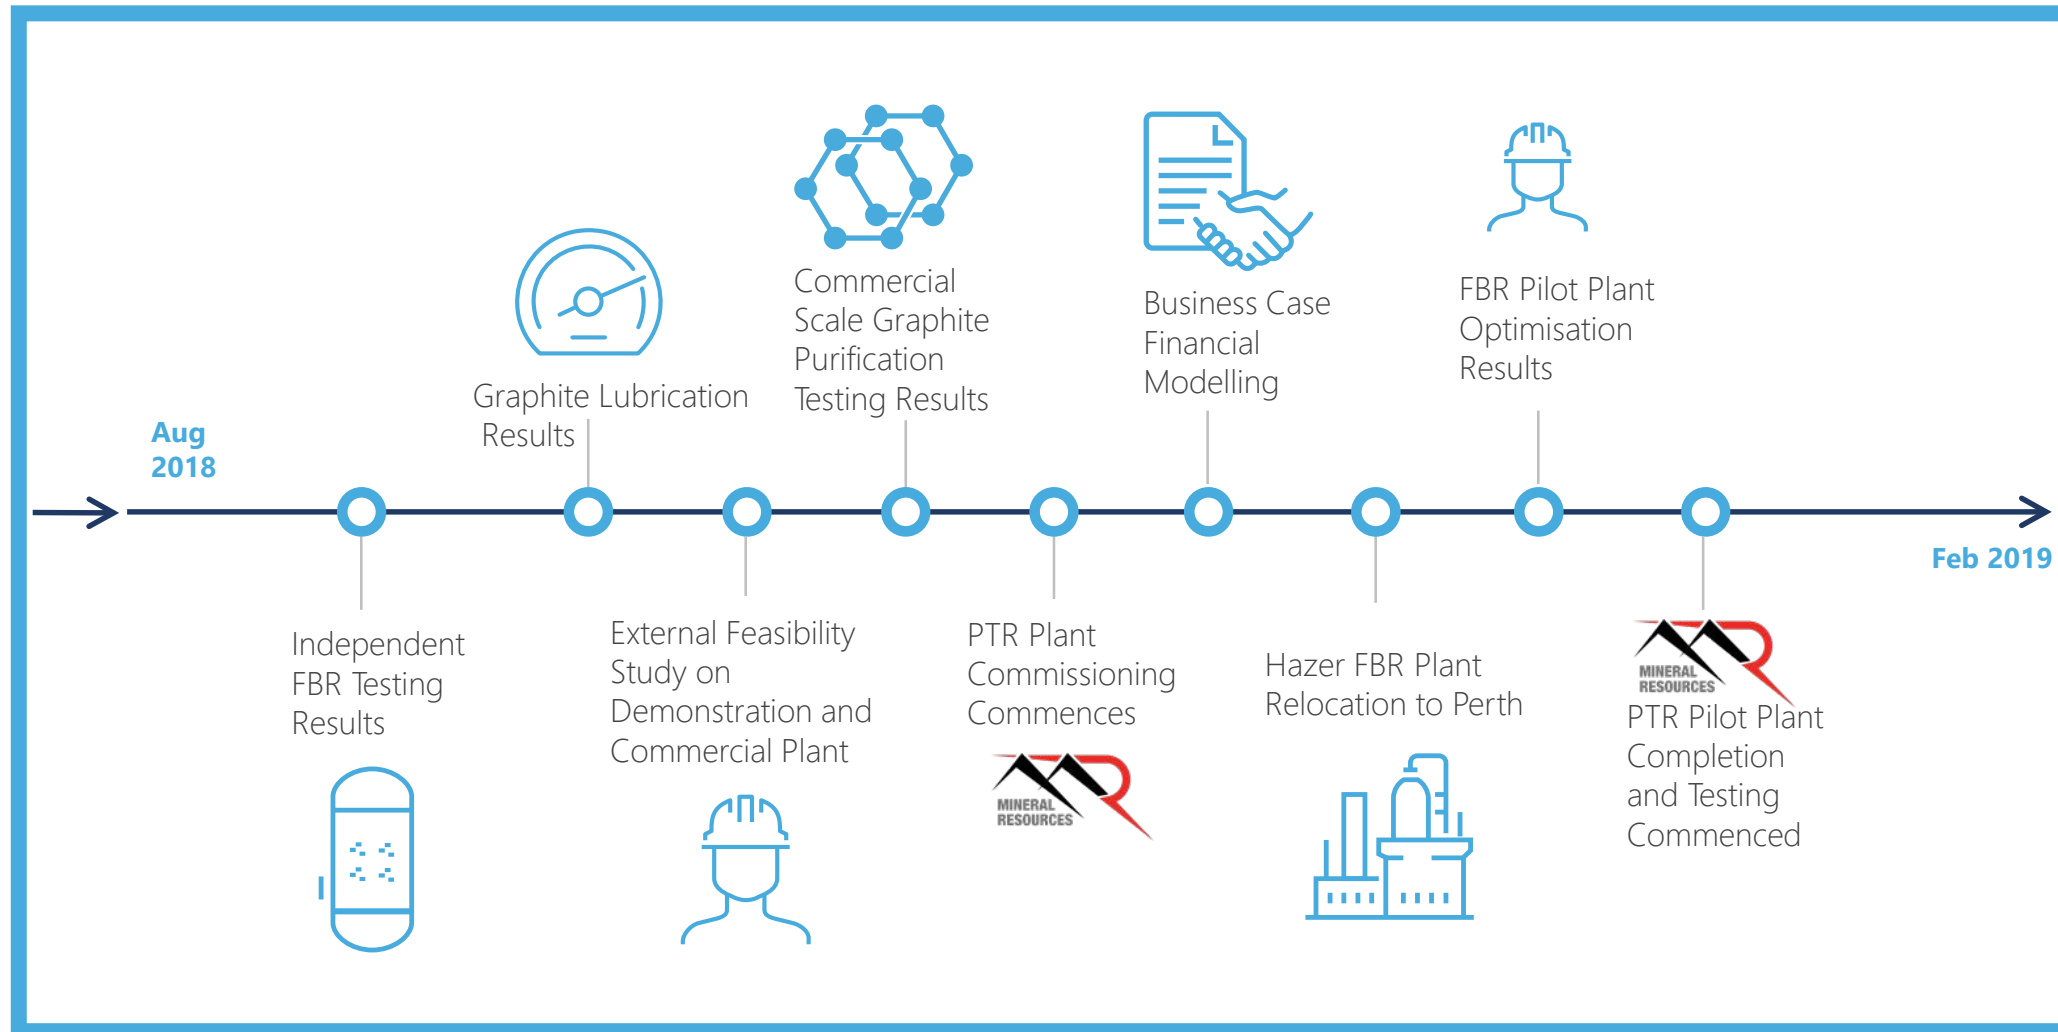 Aug
2018
Independent
FBR Testing
Results
Graphite Lubrication
Results
External Feasibility
Study on
Demonstration and
Commercial Plant
Commercial
Scale Graphite
Purification
Testing Results
PTR Plant
Commissioning
Commences
MINERAL
RESOURCES
Business Case
Financial
Modelling
Hazer FBR Plant
Relocation to Perth
FBR Pilot Plant
Optimisation
Results
MINERAL
RESOURCES
PTR Pilot Plant
Completion
and Testing
Commenced
Feb 2019